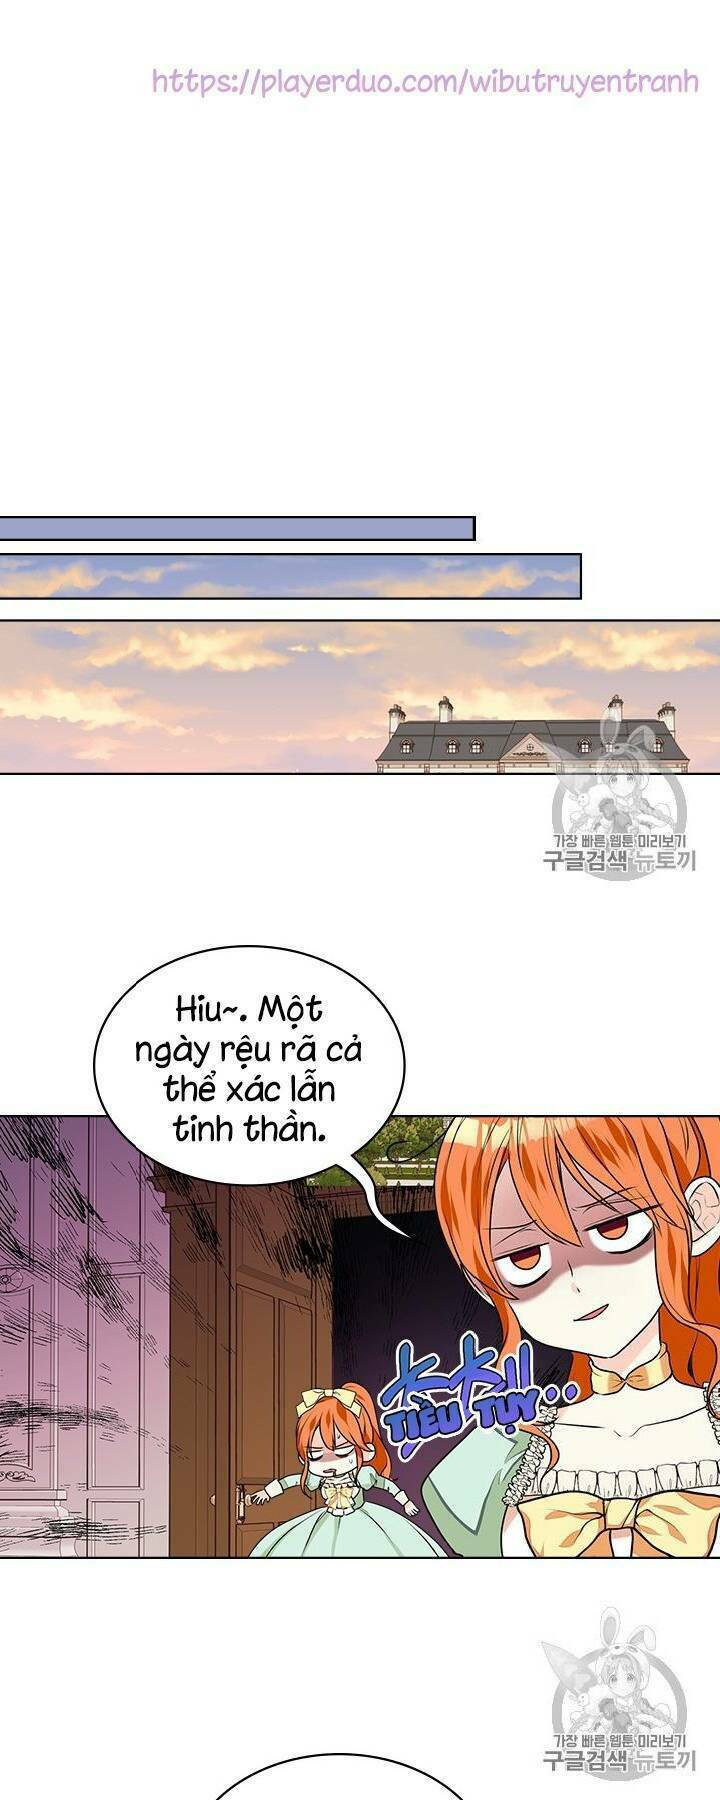 https://playerduo.com/wibutruyentranh
가장 빠른 웹툰 미리보기
구글검색 뉴토끼
Hiu~. Một
ngày rệu rã cả
thể xác lẫn
tinh thần.
TIỀU TỤY..
가장 빠른 웹툰 미리보기
구글검색 뉴토끼